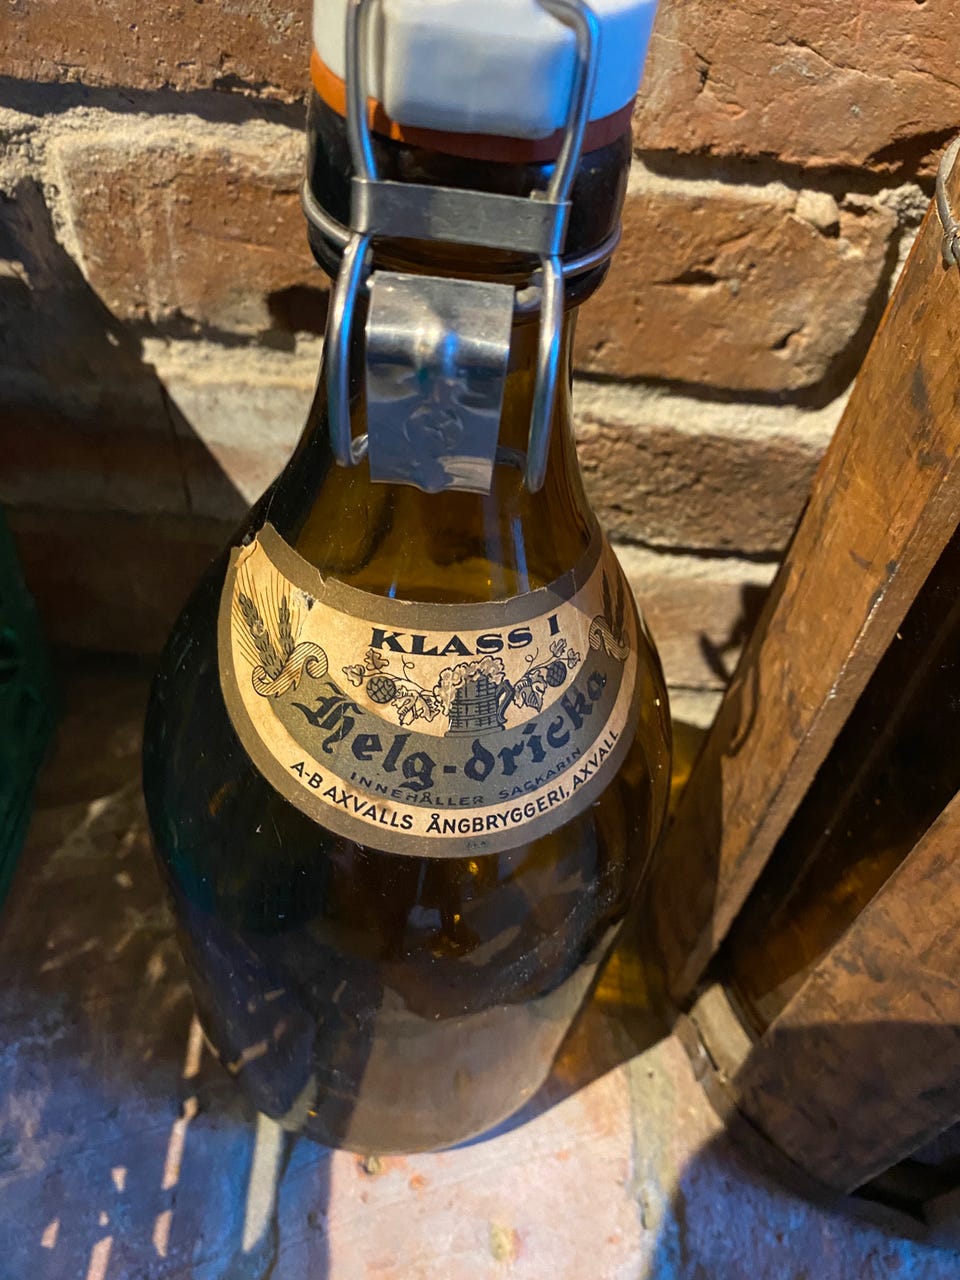 KLASS I
Helg-dricka
INNEHÅLLER SACKARIN
A-B AXVALLS ÅNGBRYGGERI, AXVALL